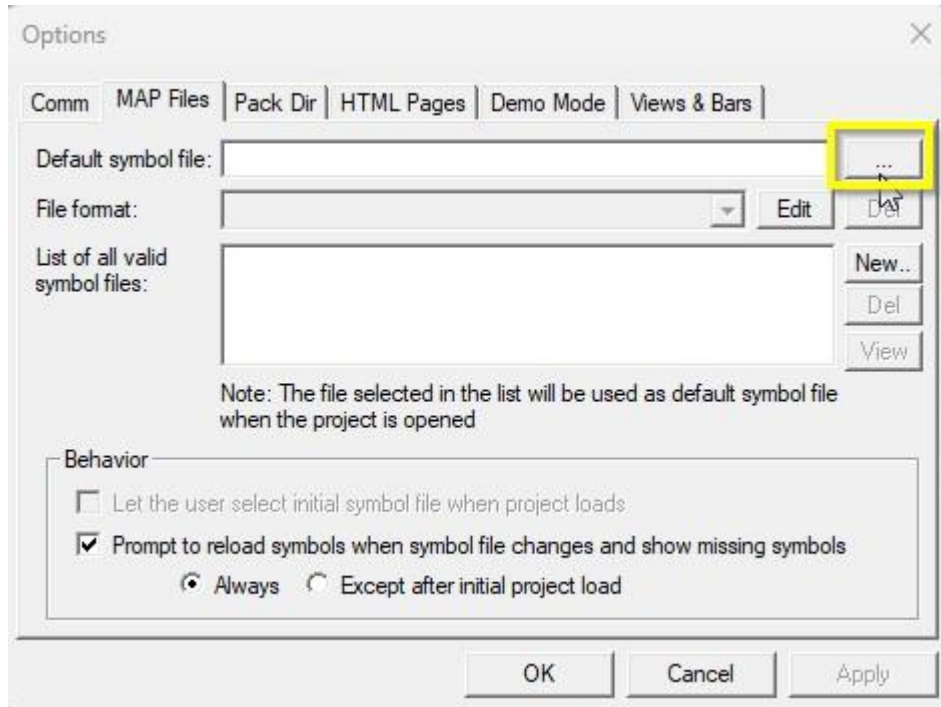 Options
Comm MAP Files Pack Dir HTML Pages Demo Mode Views & Bars
Default symbol file: ...
File format: Edit Del
List of all valid
symbol files:
New..
Del
View
Note: The file selected in the list will be used as default symbol file
when the project is opened
Behavior
Let the user select initial symbol file when project loads
Prompt to reload symbols when symbol file changes and show missing symbols
Always Except after initial project load
OK Cancel Apply